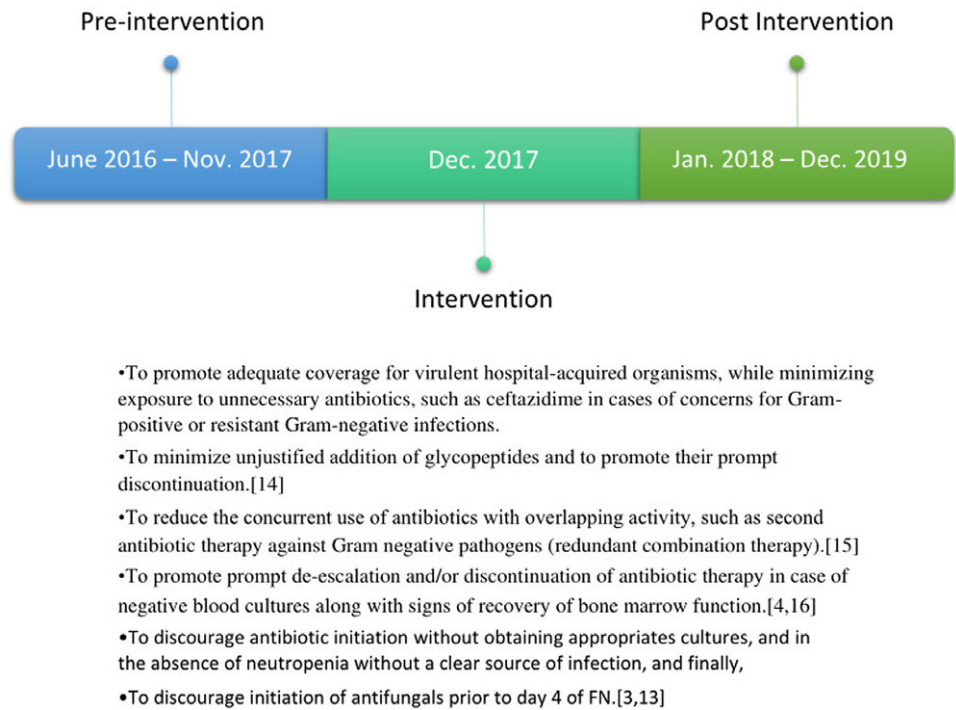 Pre-intervention
Post Intervention
June 2016 – Nov. 2017
Dec. 2017
Jan. 2018 – Dec. 2019
Intervention
•To promote adequate coverage for virulent hospital-acquired organisms, while minimizing
exposure to unnecessary antibiotics, such as ceftazidime in cases of concerns for Gram-
positive or resistant Gram-negative infections.
•To minimize unjustified addition of glycopeptides and to promote their prompt
discontinuation.[14]
•To reduce the concurrent use of antibiotics with overlapping activity, such as second
antibiotic therapy against Gram negative pathogens (redundant combination therapy).[15]
•To promote prompt de-escalation and/or discontinuation of antibiotic therapy in case of
negative blood cultures along with signs of recovery of bone marrow function.[4,16]
•To discourage antibiotic initiation without obtaining appropriates cultures, and in
the absence of neutropenia without a clear source of infection, and finally,
•To discourage initiation of antifungals prior to day 4 of FN.[3,13]